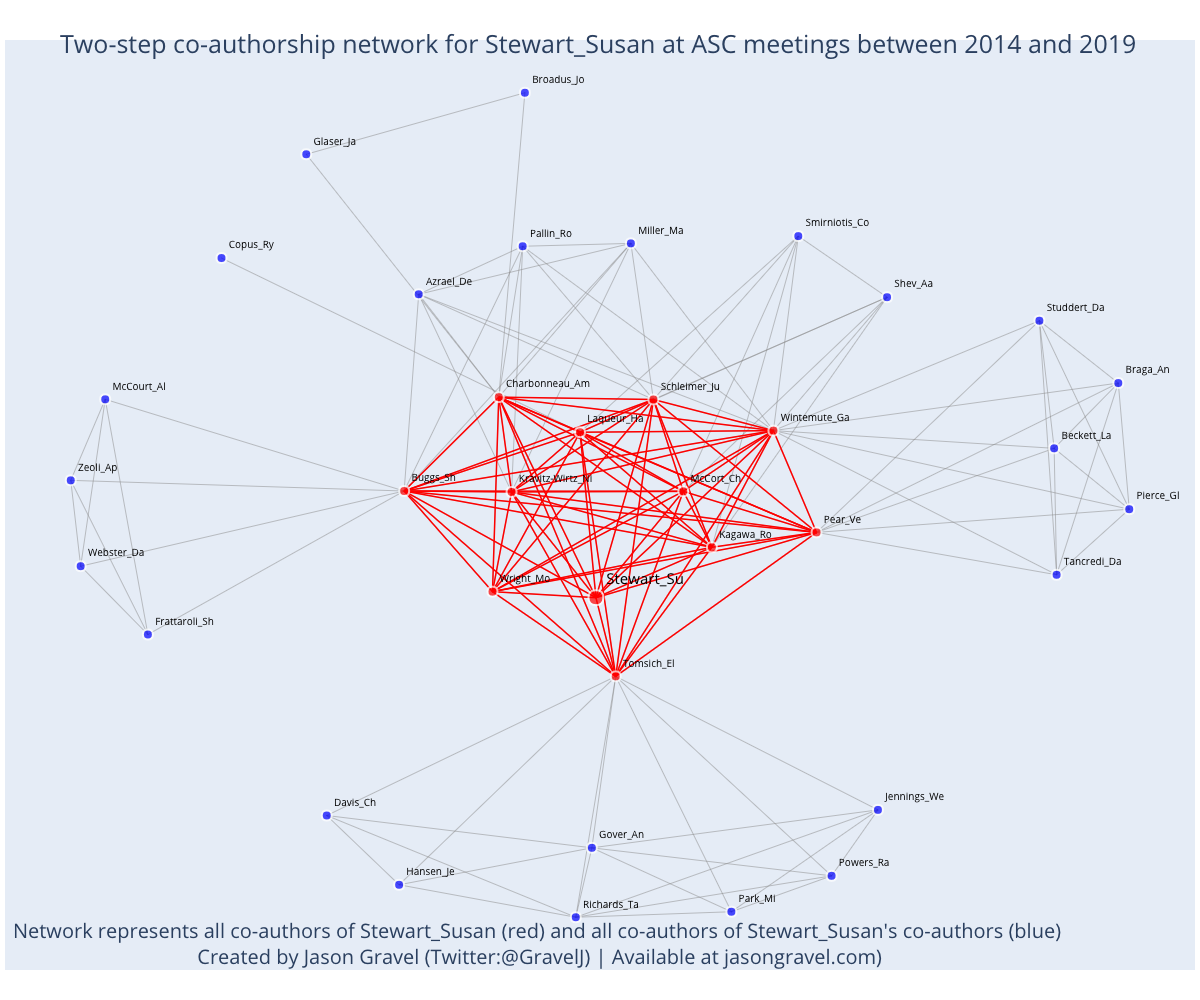 Two-step co-authorship network for Stewart_Susan at ASC meetings between 2014 and 2019
Broadus_Jo
Glaser_Ja
Smirniotis_Co
Miller_Ma
Pallin_Ro
Copus_Ry
Azrael_De
Shev_Aa
Studdert_Da
Braga_An
McCourt_Al
Charbonneau_Am
Schleimer_Ju
Laqueur_Ha
Wintemute_Ga
Beckett_La
Zeoli_Ap
Buggs_Sh
Kravitz-Wirtz_Ni
McCort_Ch
Pierce_Gl
Pear_Ve
Kagawa_Ro
Webster_Da
Tancredi_Da
Wright_Mo
Stewart_Su
Frattaroli_Sh
Tomsich_El
Jennings_We
Davis_Ch
Gover_An
Powers_Ra
Hansen_Je
Park_Mi
Richards_Ta
Network represents all co-authors of Stewart_Susan (red) and all co-authors of Stewart_Susan's co-authors (blue)
Created by Jason Gravel (Twitter:@GravelJ) | Available at jasongravel.com)